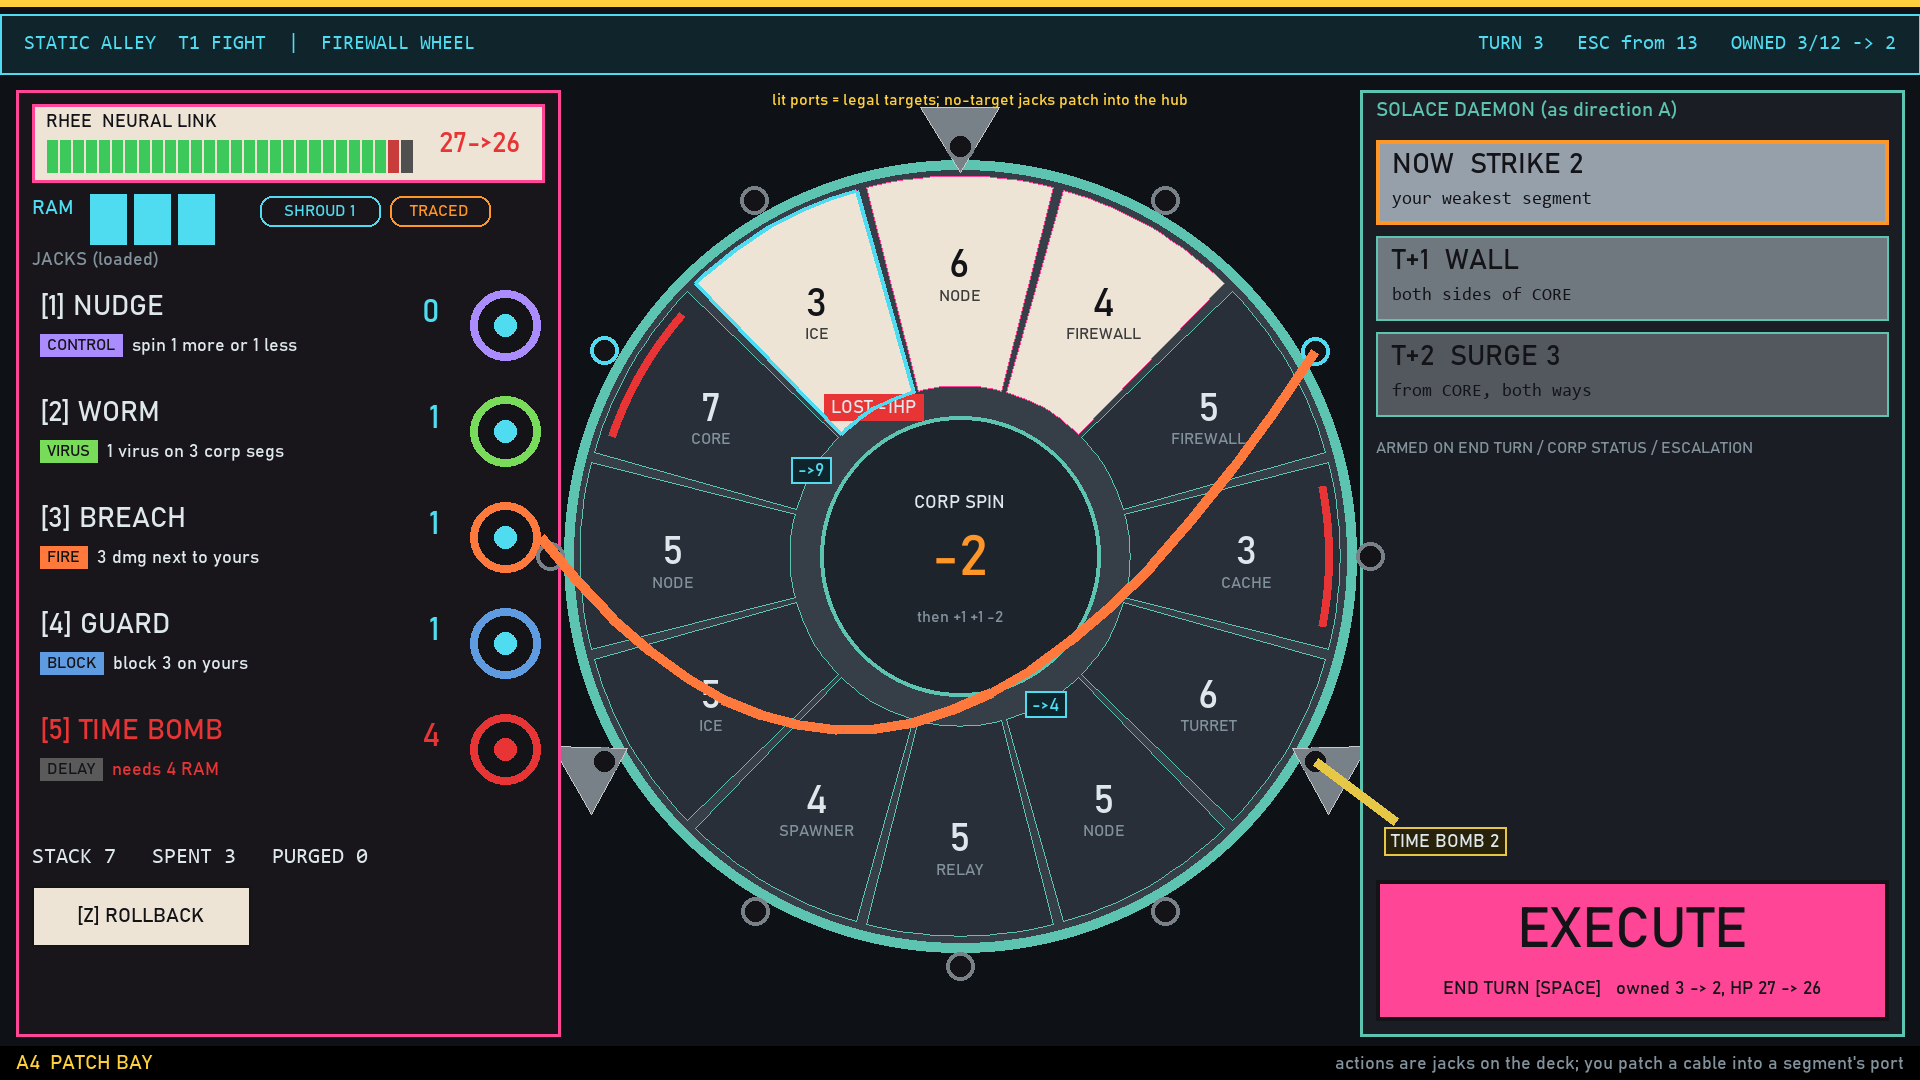 STATIC ALLEY  T1 FIGHT  |  FIREWALL WHEEL
TURN 3   ESC from 13   OWNED 3/12 -> 2
RHEE  NEURAL LINK
27->26
RAM
SHROUD 1
TRACED
JACKS (loaded)
[1] NUDGE
0
CONTROL
spin 1 more or 1 less
[2] WORM
1
VIRUS
1 virus on 3 corp segs
[3] BREACH
1
FIRE
3 dmg next to yours
[4] GUARD
1
BLOCK
block 3 on yours
[5] TIME BOMB
4
DELAY
needs 4 RAM
STACK 7   SPENT 3   PURGED 0
[Z] ROLLBACK
lit ports = legal targets; no-target jacks patch into the hub
6
NODE
3
ICE
4
FIREWALL
LOST -1HP
7
CORE
5
FIREWALL
->9
5
NODE
3
CACHE
CORP SPIN
-2
then +1 +1 -2
5
ICE
6
TURRET
->4
4
SPAWNER
5
RELAY
5
NODE
TIME BOMB 2
SOLACE DAEMON (as direction A)
NOW  STRIKE 2
your weakest segment
T+1  WALL
both sides of CORE
T+2  SURGE 3
from CORE, both ways
ARMED ON END TURN / CORP STATUS / ESCALATION
EXECUTE
END TURN [SPACE]   owned 3 -> 2, HP 27 -> 26
A4  PATCH BAY
actions are jacks on the deck; you patch a cable into a segment's port